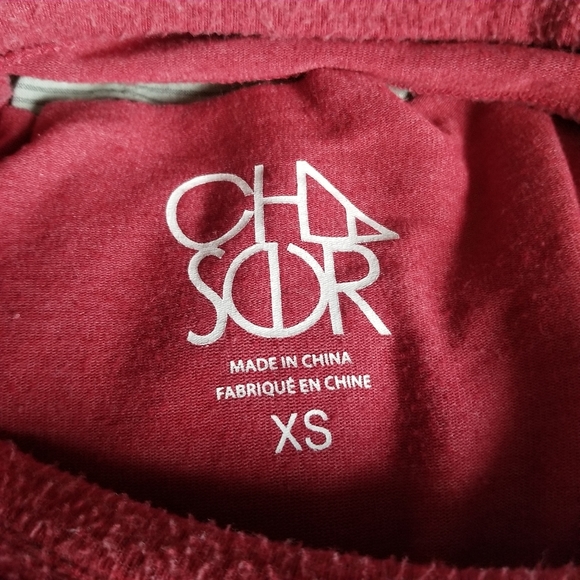 CHA
SER
MADE IN CHINA
FABRIQUÉ EN CHINE
XS